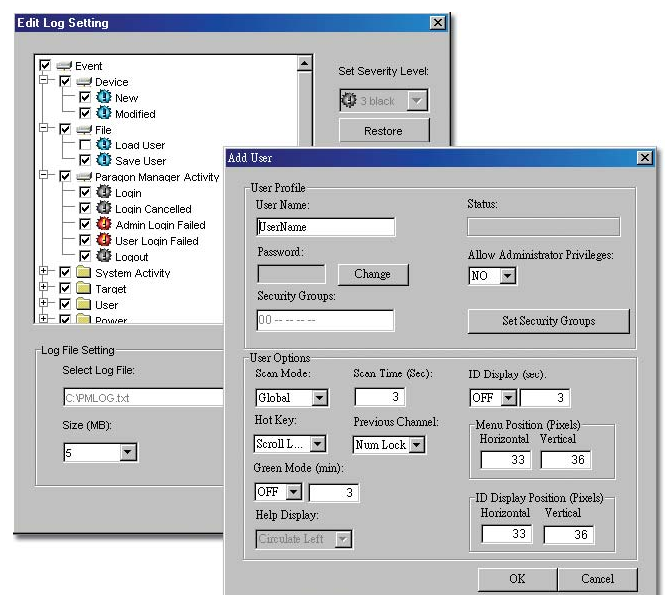 Edit Log Setting
Event
Device
New
Modified
File
Load User
Save User
Paragon Manager Activity
Login
Login Cancelled
Admin Login Failed
User Login Failed
Logout
System Activity
Target
User
Power
Set Severity Level:
3 black
Restore
Log File Setting
Select Log File:
C:\PMLOG.txt
Size (MB):
5
Add User
User Profile
User Name:
UserName
Status:
Password:
Change
Allow Administrator Privileges:
NO
Security Groups:
00 -- -- -- --
Set Security Groups
User Options
Scan Mode:
Global
Scan Time (Sec):
3
ID Display (sec):
OFF
3
Hot Key:
Scroll L...
Previous Channel:
Num Lock
Menu Position (Pixels)
Horizontal Vertical
33 36
Green Mode (min):
OFF
3
Help Display:
Circulate Left
ID Display Position (Pixels)
Horizontal Vertical
33 36
OK
Cancel